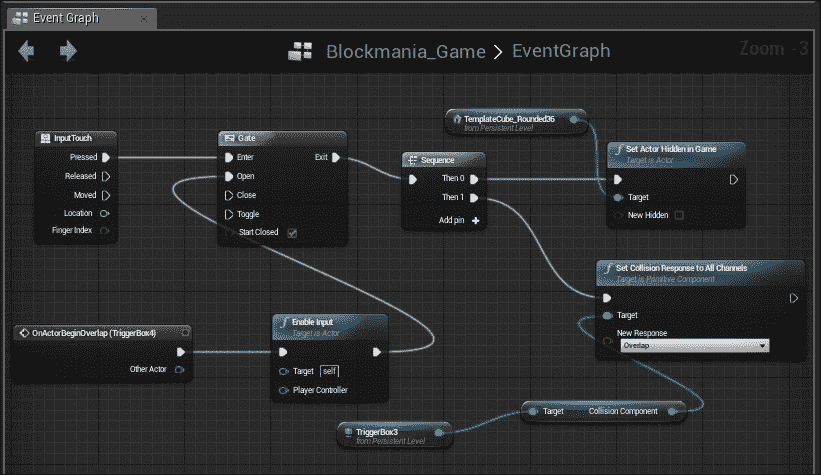 Event Graph
Blockmania_Game > EventGraph
Zoom -3
TemplateCube_Rounded36
from Persistent Level
InputTouch
Pressed
Released
Moved
Location
Finger Index
Gate
Enter
Exit
Open
Close
Toggle
Start Closed
Sequence
Then 0
Then 1
Add pin
Set Actor Hidden in Game
Target is Actor
Target
New Hidden
Set Collision Response to All Channels
Target is Primitive Component
Target
New Response
Overlap
OnActorBeginOverlap (TriggerBox4)
Other Actor
Enable Input
Target is Actor
Target self
Player Controller
Target Collision Component
TriggerBox3
from Persistent Level